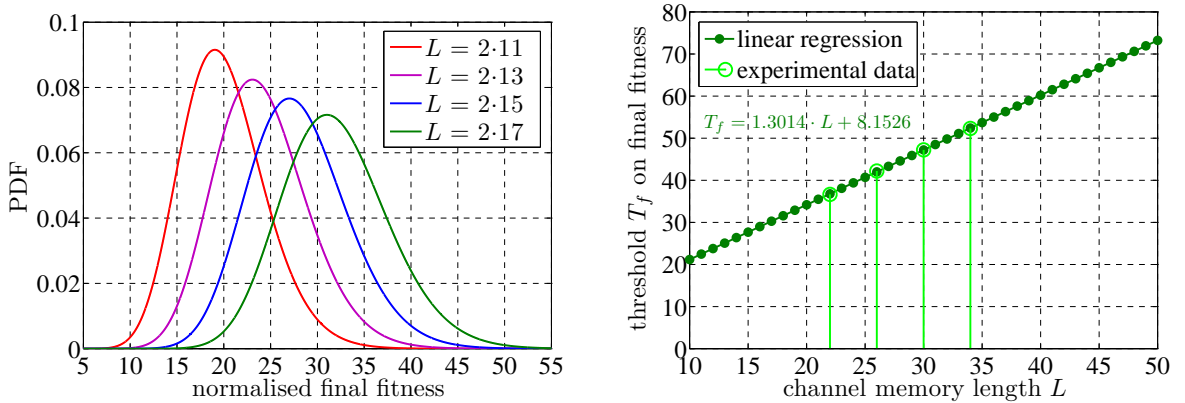 0.1
0.08
0.06
0.04
0.02
0
PDF
5 10 15 20 25 30 35 40 45 50 55
normalised final fitness
L = 2·11
L = 2·13
L = 2·15
L = 2·17
80
70
60
50
40
30
20
10
0
threshold T_f on final fitness
linear regression
experimental data
T_f = 1.3014 · L + 8.1526
10 15 20 25 30 35 40 45 50
channel memory length L